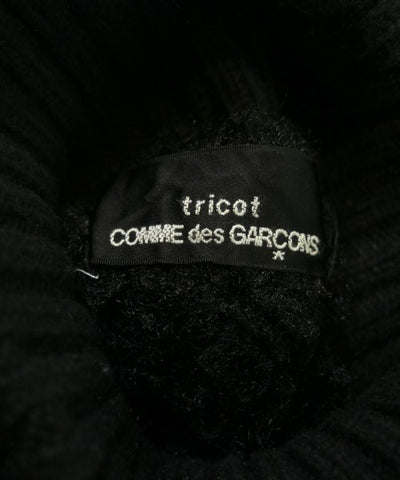 tricot
COMME des GARÇONS
*